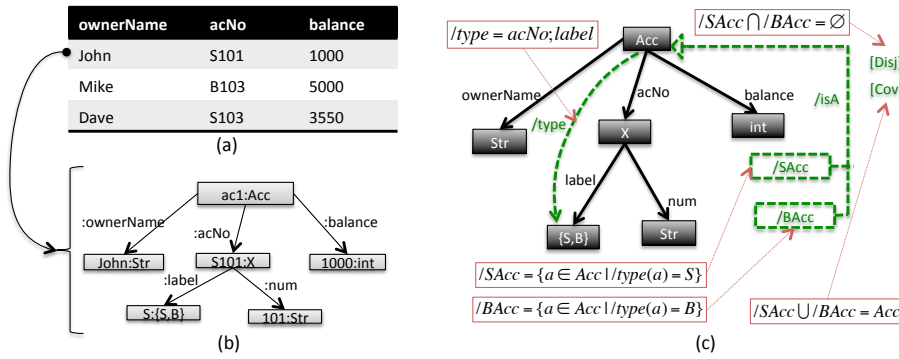 ownerName acNo balance
John S101 1000
Mike B103 5000
Dave S103 3550
(a)
ac1:Acc
:ownerName
:acNo
:balance
John:Str
S101:X
1000:int
:label
:num
S:{S,B}
101:Str
(b)
/type = acNo;label
/SAcc ⋂ /BAcc = ∅
Acc
[Disj]
[Cov
ownerName
acNo
balance
/isA
/type
Str
X
int
label
num
/SAcc
/BAcc
{S,B}
Str
/SAcc = {a ∈ Acc | /type(a) = S}
/BAcc = {a ∈ Acc | /type(a) = B}
/SAcc ⋃ /BAcc = Acc
(c)